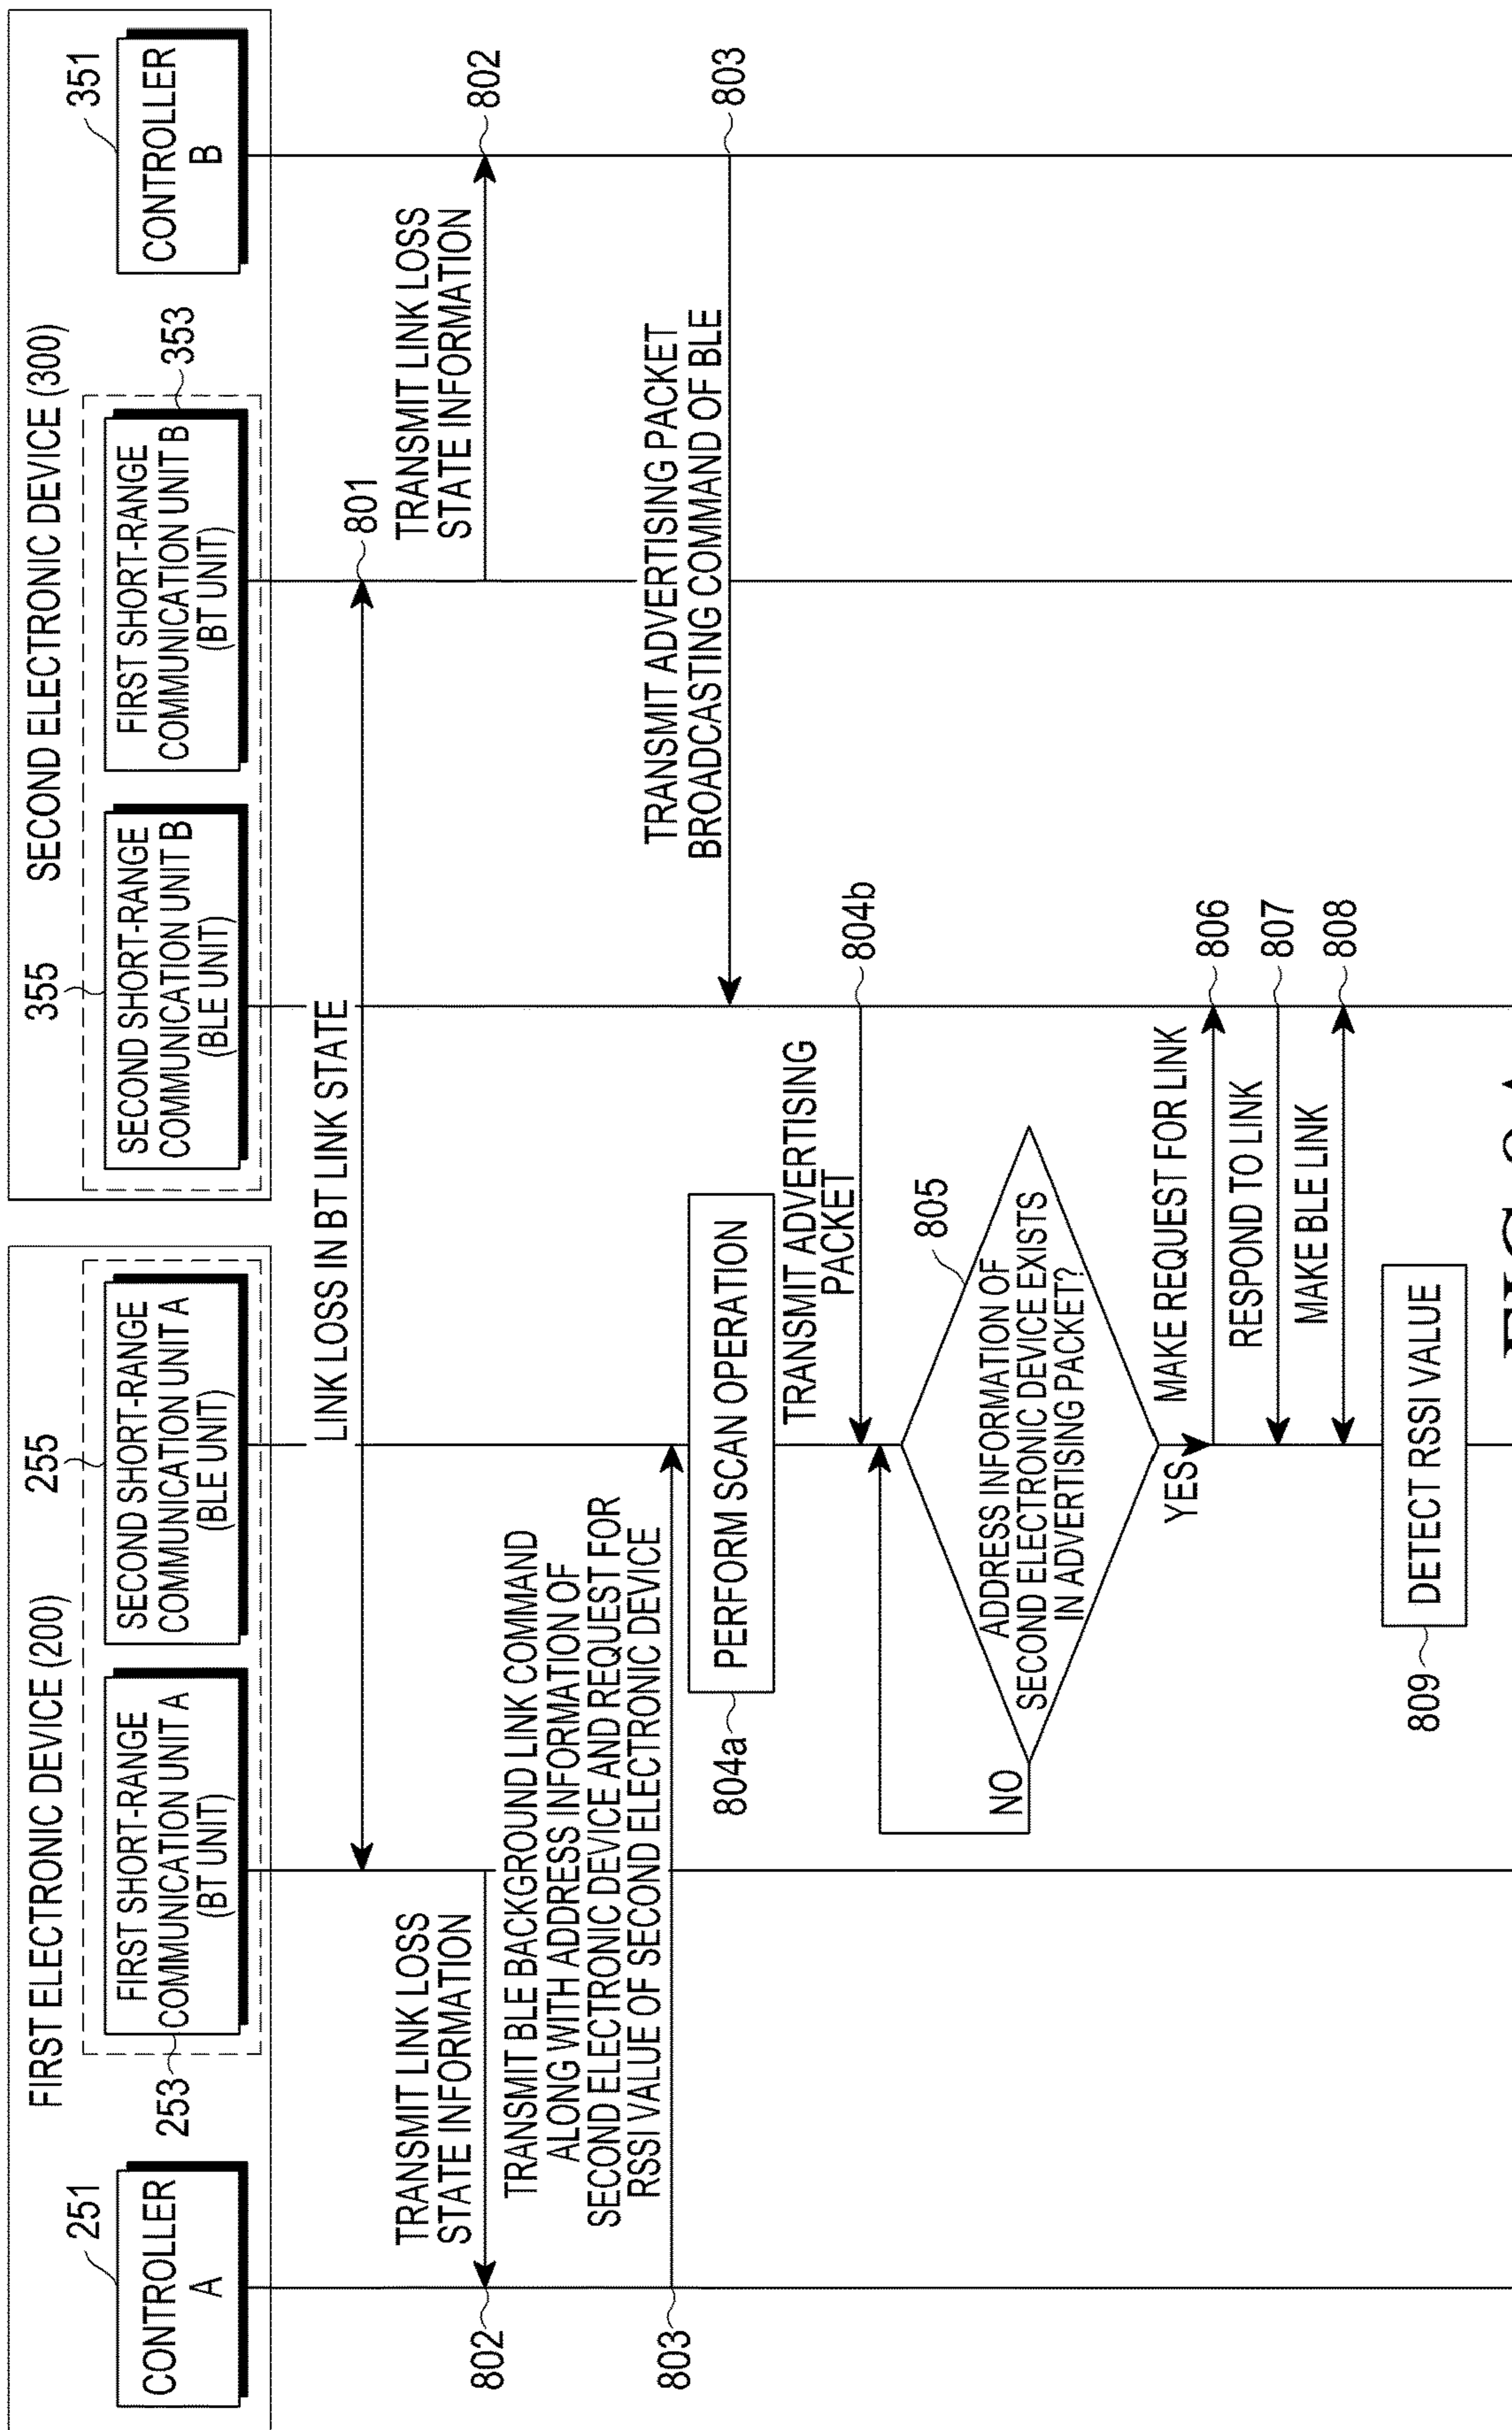 FIRST ELECTRONIC DEVICE (200)
SECOND ELECTRONIC DEVICE (300)
251
CONTROLLER
A
253
FIRST SHORT-RANGE
COMMUNICATION UNIT A
(BT UNIT)
255
SECOND SHORT-RANGE
COMMUNICATION UNIT A
(BLE UNIT)
355
SECOND SHORT-RANGE
COMMUNICATION UNIT B
(BLE UNIT)
353
FIRST SHORT-RANGE
COMMUNICATION UNIT B
(BT UNIT)
351
CONTROLLER
B
LINK LOSS IN BT LINK STATE
801
TRANSMIT LINK LOSS
STATE INFORMATION
802
TRANSMIT LINK LOSS
STATE INFORMATION
802
TRANSMIT BLE BACKGROUND LINK COMMAND
ALONG WITH ADDRESS INFORMATION OF
SECOND ELECTRONIC DEVICE AND REQUEST FOR
RSSI VALUE OF SECOND ELECTRONIC DEVICE
803
TRANSMIT ADVERTISING PACKET
BROADCASTING COMMAND OF BLE
803
804a
PERFORM SCAN OPERATION
TRANSMIT ADVERTISING
PACKET
804b
805
ADDRESS INFORMATION OF
SECOND ELECTRONIC DEVICE EXISTS
IN ADVERTISING PACKET?
NO
YES
MAKE REQUEST FOR LINK
806
RESPOND TO LINK
807
MAKE BLE LINK
808
809
DETECT RSSI VALUE